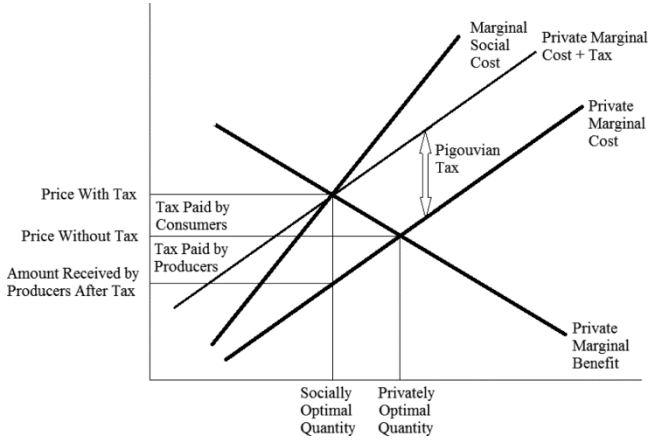 Marginal
Social
Cost
Private Marginal
Cost + Tax
Private
Marginal
Cost
Pigouvian
Tax
Price With Tax
Tax Paid by
Consumers
Price Without Tax
Tax Paid by
Producers
Amount Received by
Producers After Tax
Private
Marginal
Benefit
Socially
Optimal
Quantity
Privately
Optimal
Quantity